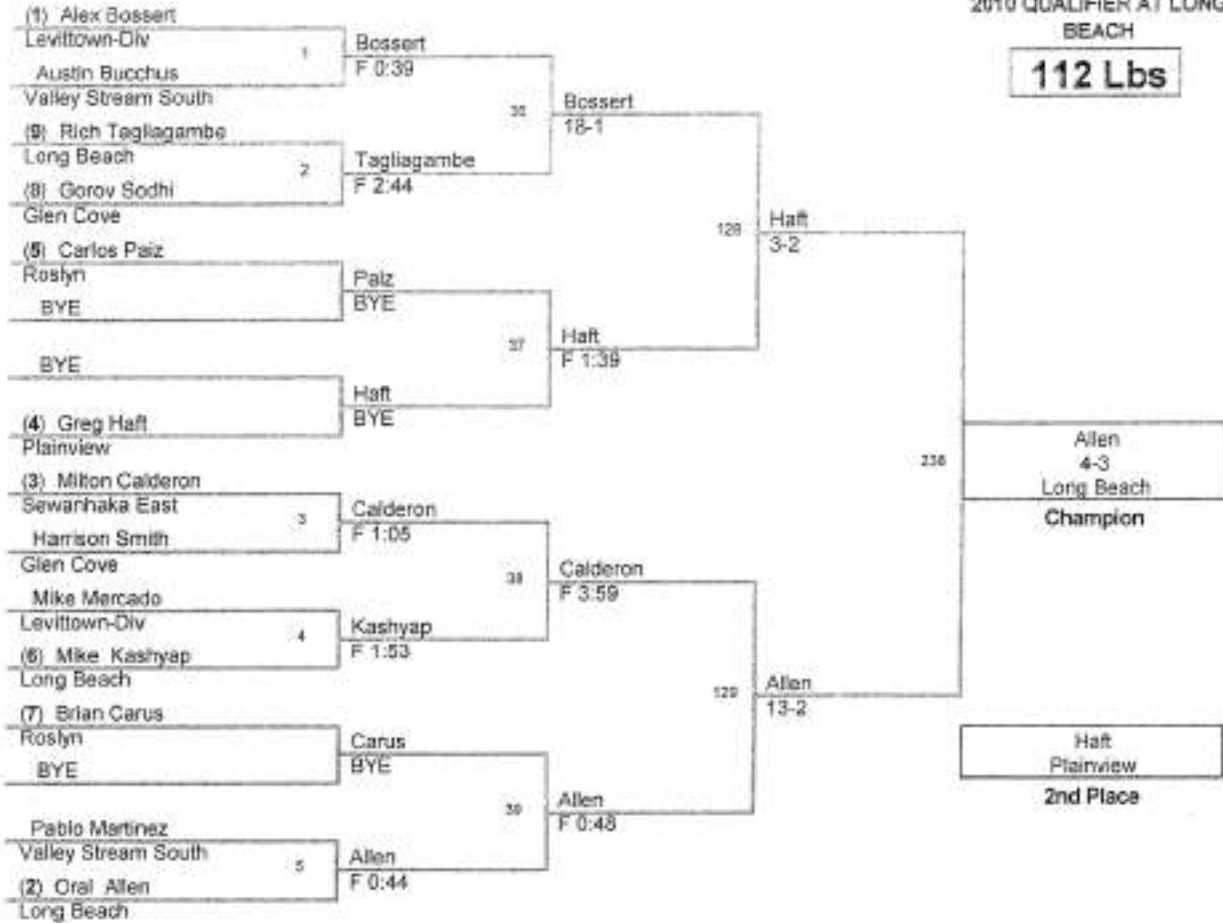 2010 QUALIFIER AT LONG
BEACH
112 Lbs
(1) Alex Bossert
Levittown-Div
1
Austin Bucchus
Valley Stream South
Bossert
F 0:39
(9) Rich Tagliagambe
Long Beach
2
(8) Gorov Sodhi
Glen Cove
Tagliagambe
F 2:44
Bossert
18-1
(5) Carlos Paiz
Roslyn
BYE
Paiz
BYE
BYE
(4) Greg Haft
Plainview
Haft
BYE
37
Haft
F 1:39
Haft
3-2
(3) Milton Calderon
Sewanhaka East
3
Harrison Smith
Glen Cove
Calderon
F 1:05
Mike Mercado
Levittown-Div
4
(6) Mike Kashyap
Long Beach
Kashyap
F 1:53
Calderon
F 3:59
(7) Brian Carus
Roslyn
BYE
Carus
BYE
Pablo Martinez
Valley Stream South
5
(2) Oral Allen
Long Beach
Allen
F 0:44
39
Allen
F 0:48
129
Allen
13-2
Allen
4-3
Long Beach
Champion
Haft
Plainview
2nd Place